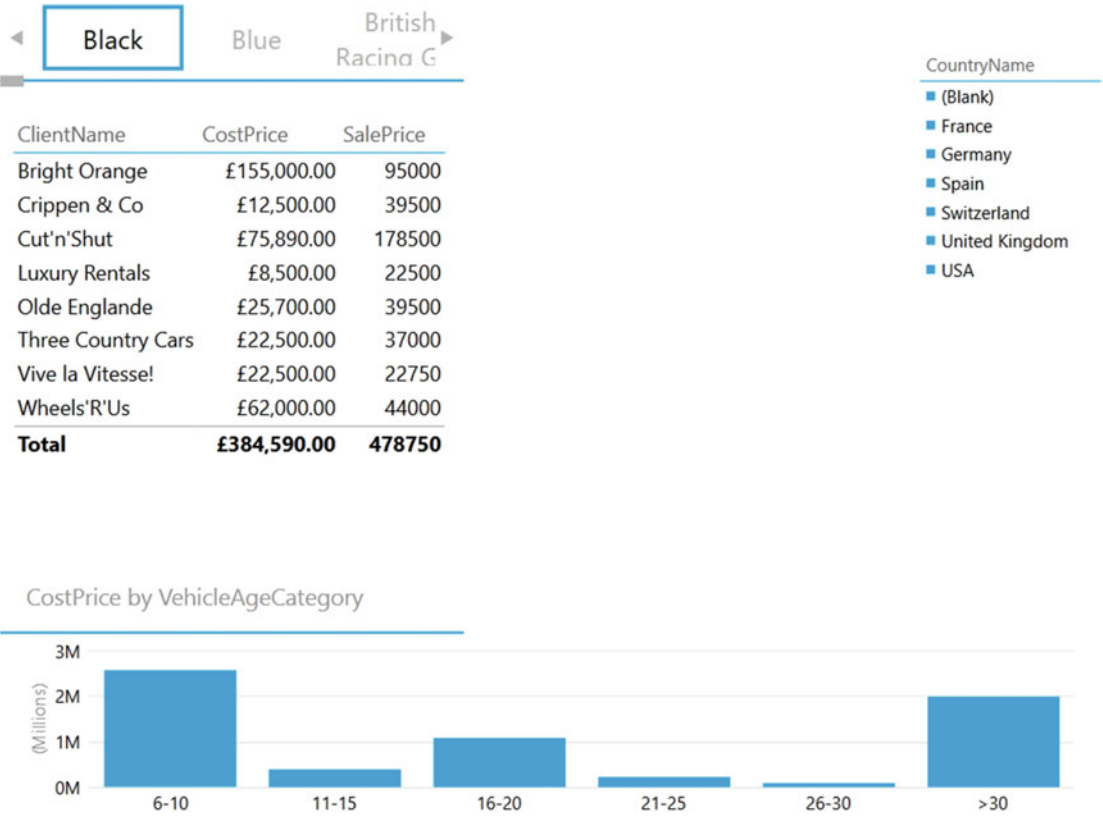 Black Blue British
Racing G
CountryName
(Blank)
France
Germany
Spain
Switzerland
United Kingdom
USA
ClientName CostPrice SalePrice
Bright Orange £155,000.00 95000
Crippen & Co £12,500.00 39500
Cut'n'Shut £75,890.00 178500
Luxury Rentals £8,500.00 22500
Olde Englande £25,700.00 39500
Three Country Cars £22,500.00 37000
Vive la Vitesse! £22,500.00 22750
Wheels'R'Us £62,000.00 44000
Total £384,590.00 478750
CostPrice by VehicleAgeCategory
(Millions)
3M
2M
1M
0M
6-10 11-15 16-20 21-25 26-30 >30